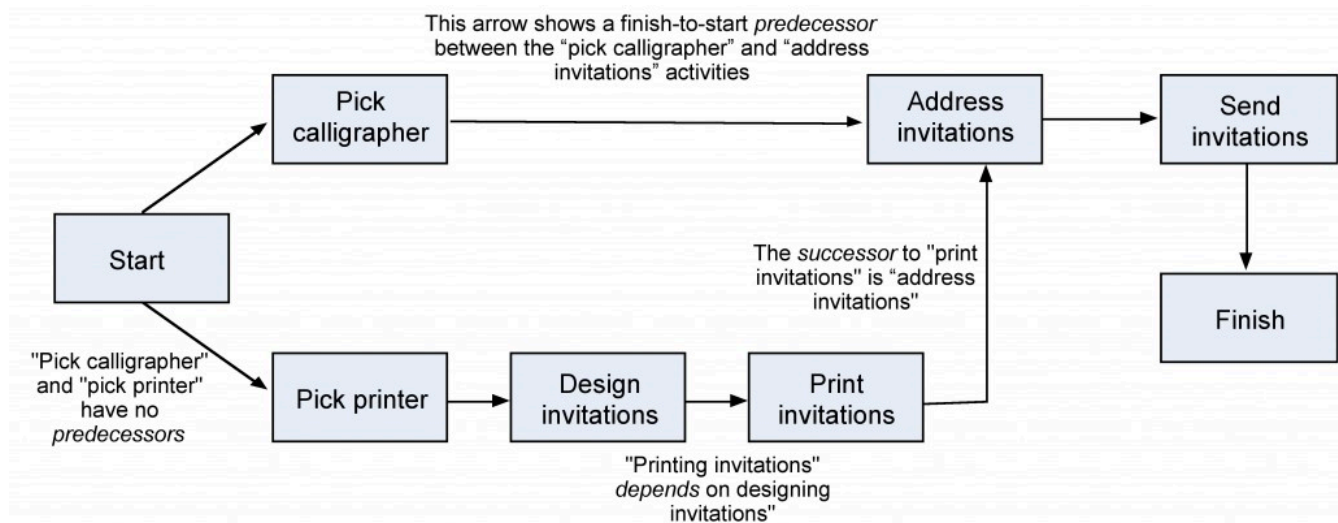 This arrow shows a finish-to-start predecessor
between the “pick calligrapher” and “address
invitations” activities
Pick
calligrapher
Address
invitations
Send
invitations
Start
The successor to "print
invitations" is “address
invitations"
Finish
"Pick calligrapher"
and "pick printer"
have no
predecessors
Pick printer
Design
invitations
Print
invitations
"Printing invitations"
depends on designing
invitations"